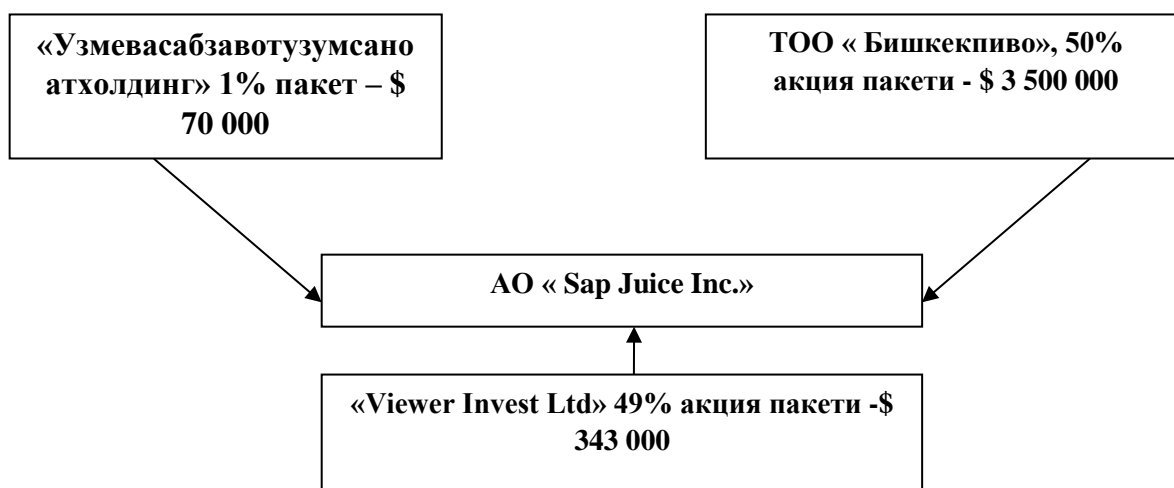 «Узмевасабзавотузумсано
атхолдинг» 1% пакет – $
70 000
ТОО « Бишкекпиво», 50%
акция пакети - $ 3 500 000
АО « Sap Juice Inc.»
«Viewer Invest Ltd» 49% акция пакети -$
343 000